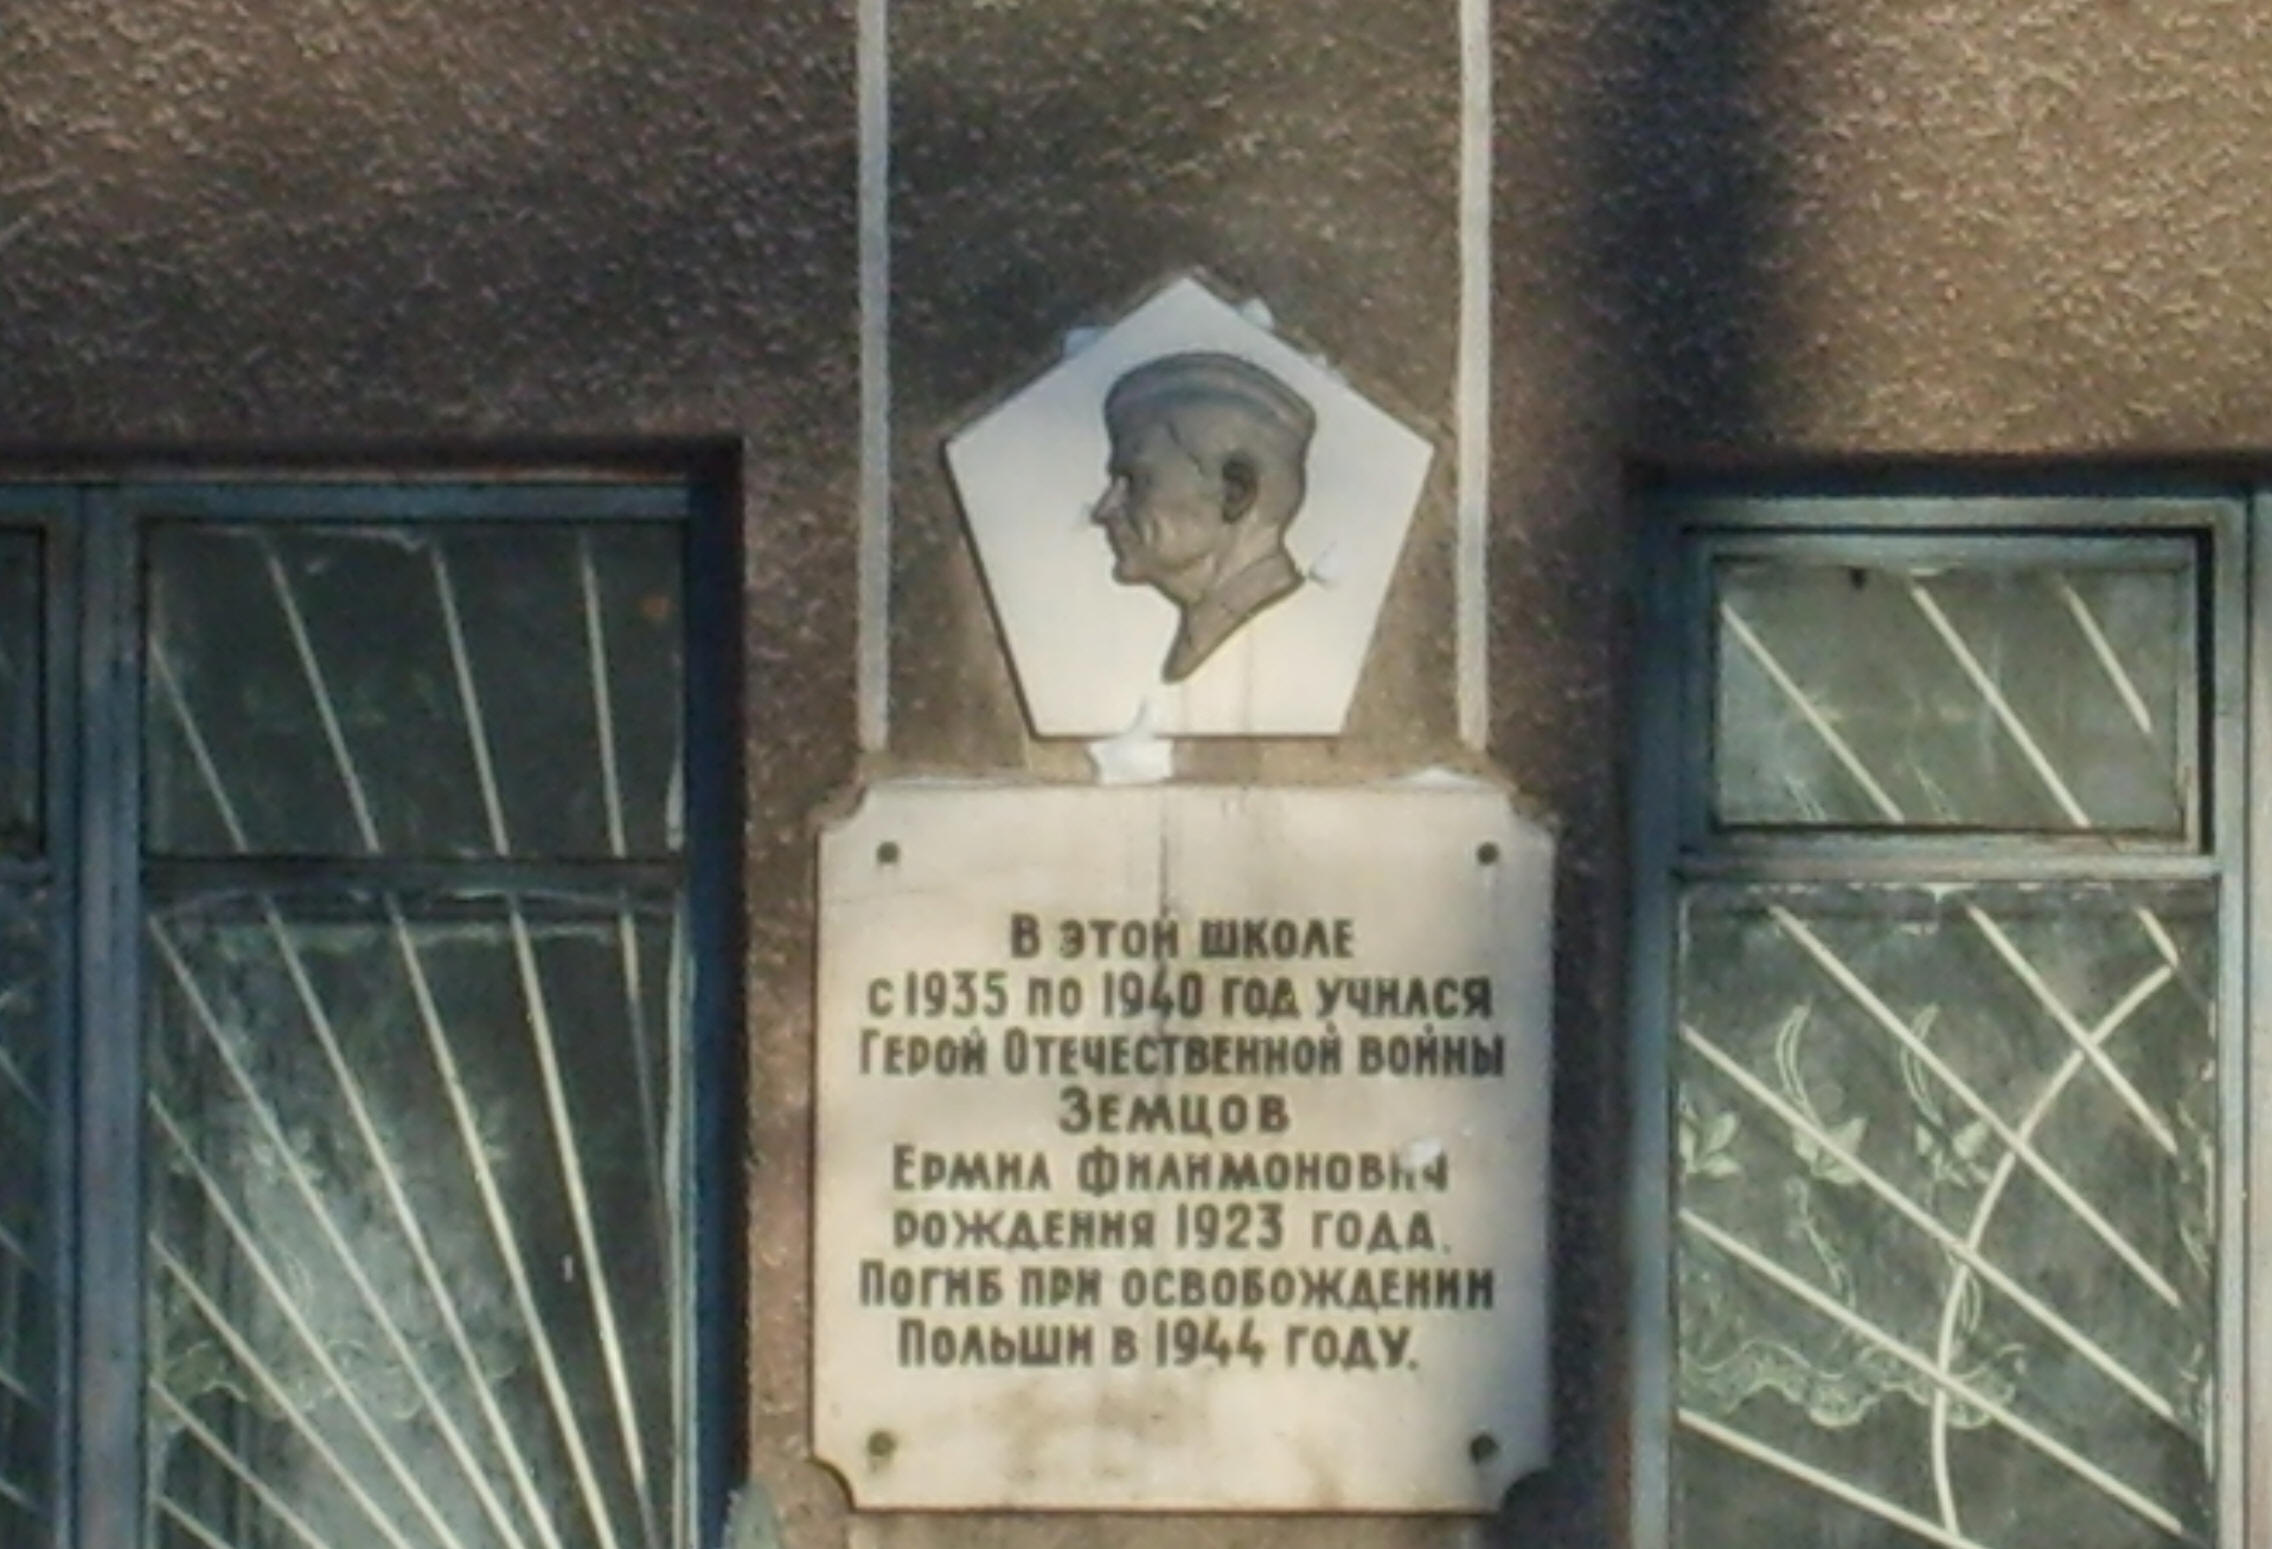 В этой школе
с 1935 по 1940 год учился
Герой Отечественной войны
Земцов
Ермил Филимонович
рождения 1923 года.
Погиб при освобождении
Польши в 1944 году.